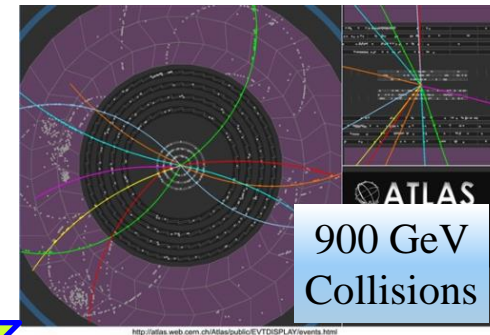 ATLAS
900 GeV
Collisions
http://atlas.web.cern.ch/Atlas/public/EVTDISPLAY/events.html